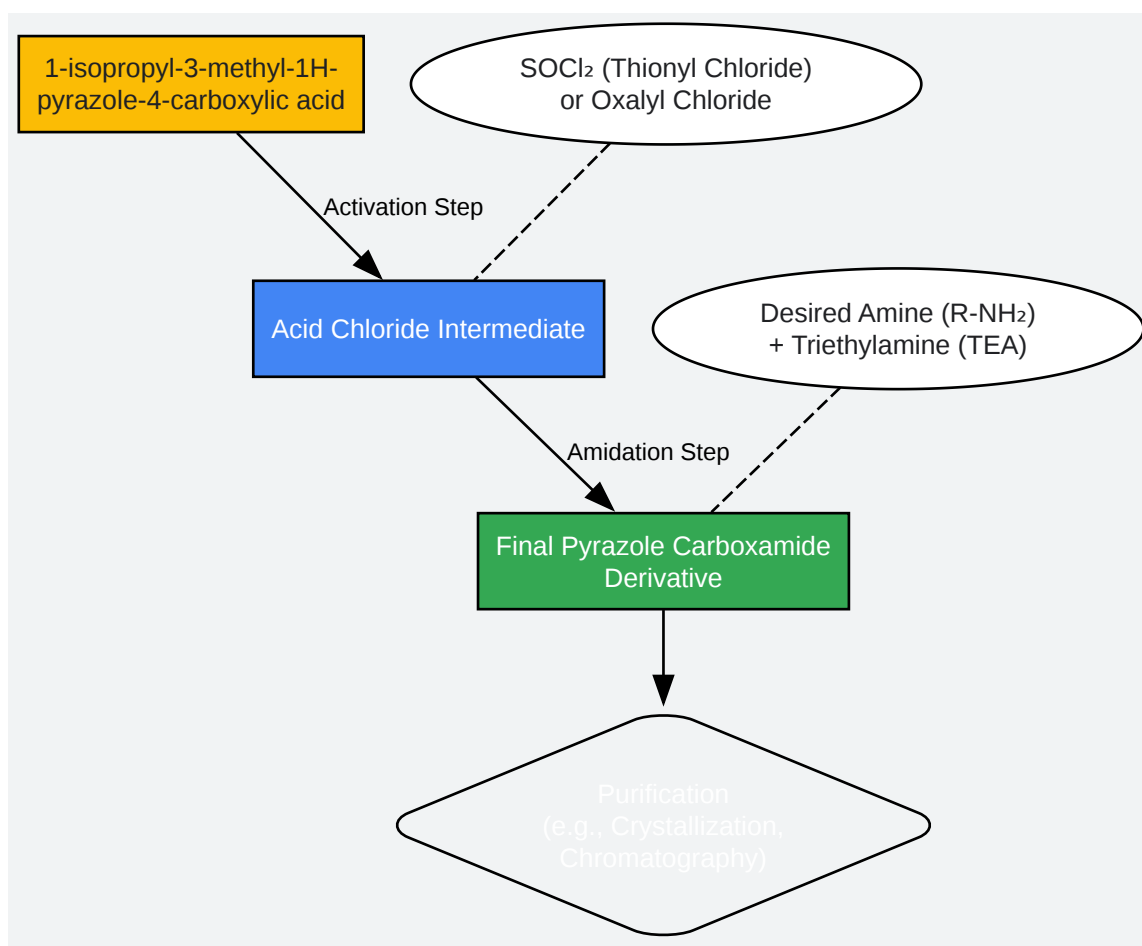 1-isopropyl-3-methyl-1H-
pyrazole-4-carboxylic acid
SOCl₂ (Thionyl Chloride)
or Oxalyl Chloride
Activation Step
Acid Chloride Intermediate
Desired Amine (R-NH₂)
+ Triethylamine (TEA)
Amidation Step
Final Pyrazole Carboxamide
Derivative
Purification
(e.g., Crystallization,
Chromatography)